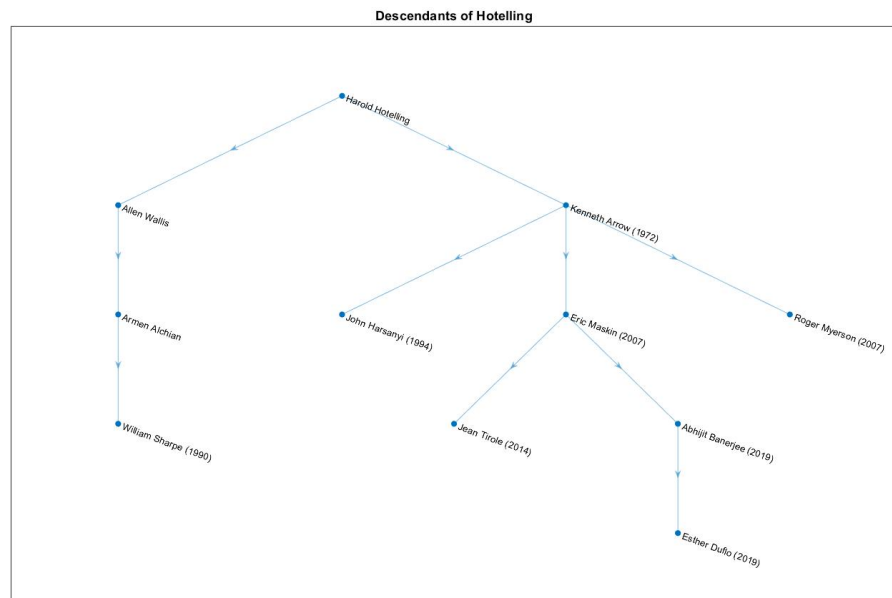 Descendants of Hotelling
Harold Hotelling
Allen Wallis
Kenneth Arrow (1972)
Armen Alchian
John Harsanyi (1994)
Eric Maskin (2007)
Roger Myerson (2007)
William Sharpe (1990)
Jean Tirole (2014)
Abhijit Banerjee (2019)
Esther Duflo (2019)